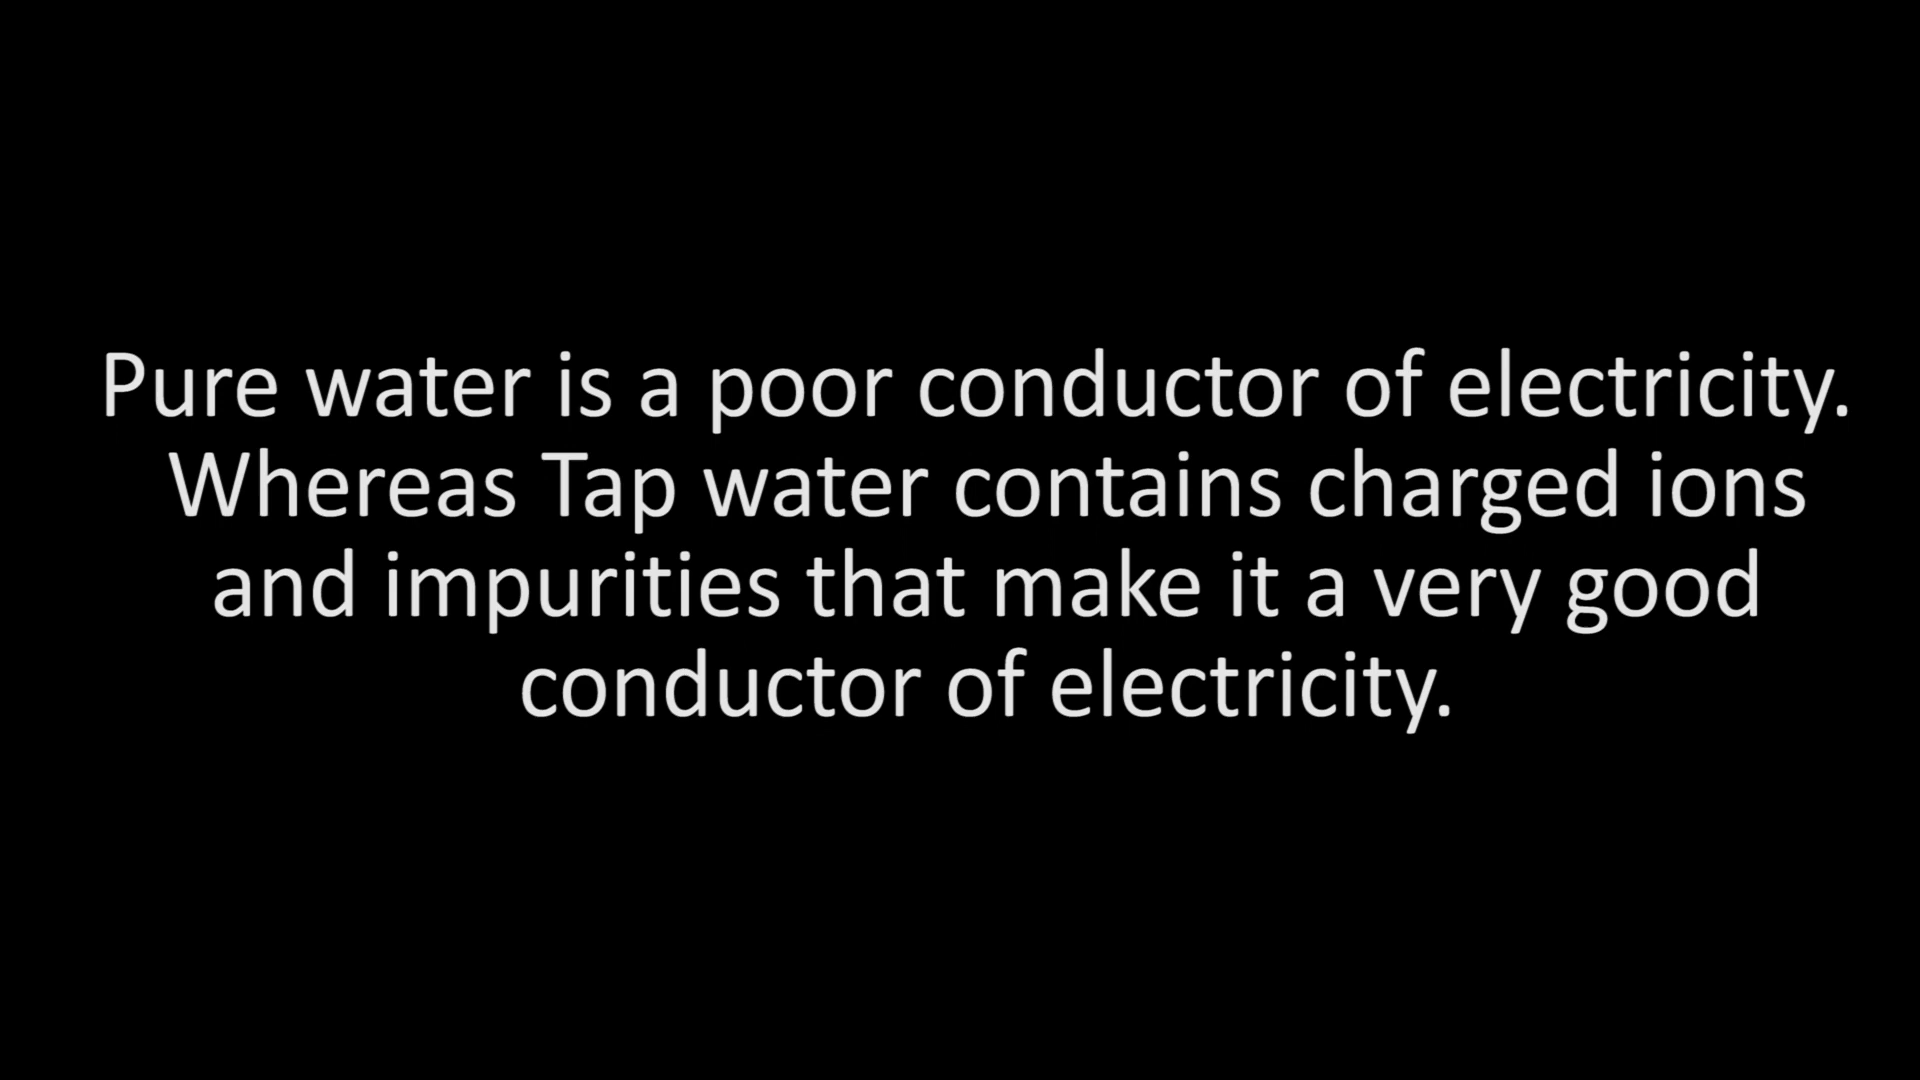 Pure water is a poor conductor of electricity.
Whereas Tap water contains charged ions
and impurities that make it a very good
conductor of electricity.